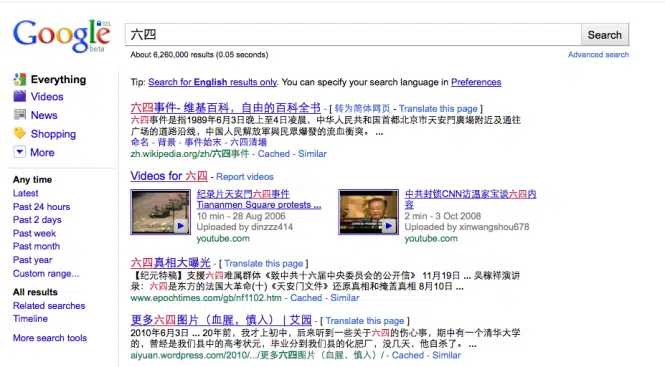 Google
SSL
beta
六四
Search
About 6,260,000 results (0.05 seconds)
Advanced search
Everything
Videos
News
Shopping
More
Any time
Latest
Past 24 hours
Past 2 days
Past week
Past month
Past year
Custom range...
All results
Related searches
Timeline
More search tools
Tip: Search for English results only. You can specify your search language in Preferences
六四事件- 维基百科，自由的百科全书 - [ 转为简体网页 - Translate this page ]
六四事件是指1989年6月3日晚上至4日凌晨，中华人民共和国首都北京市天安門廣場附近及通往
广场的道路沿线，中国人民解放軍與民眾爆發的流血衝突。 ...
命名 - 背景 - 事件始末 - 六四清場
zh.wikipedia.org/zh/六四事件 - Cached - Similar
Videos for 六四 - Report videos
纪录片天安門六四事件
Tiananmen Square protests ...
10 min - 28 Aug 2006
Uploaded by dinzzz414
youtube.com
中共封锁CNN访温家宝谈六四内
容
2 min - 3 Oct 2008
Uploaded by xinwangshou678
youtube.com
六四真相大曝光 - [ Translate this page ]
【纪元特稿】支援六四难属群体《致中共十六届中央委员会的公开信》 11月19日 ... 吴稼祥演讲
录：六四是东方的法国大革命(十)《天安门文件》还原真相和掩盖真相 8月10日 ...
www.epochtimes.com/gb/nf1102.htm - Cached - Similar
更多六四图片（血腥，慎入） | 艾园 - [ Translate this page ]
2010年6月3日 ... 20年前，我才上初中，后来听到一些关于六四的伤心事，期中有一个清华大学
的，曾经是我们县中的高考状元，毕业分到我们县的化肥厂，没几天，他自杀了。 ...
aiyuan.wordpress.com/2010/.../更多六四图片（血腥，慎入）/ - Cached - Similar